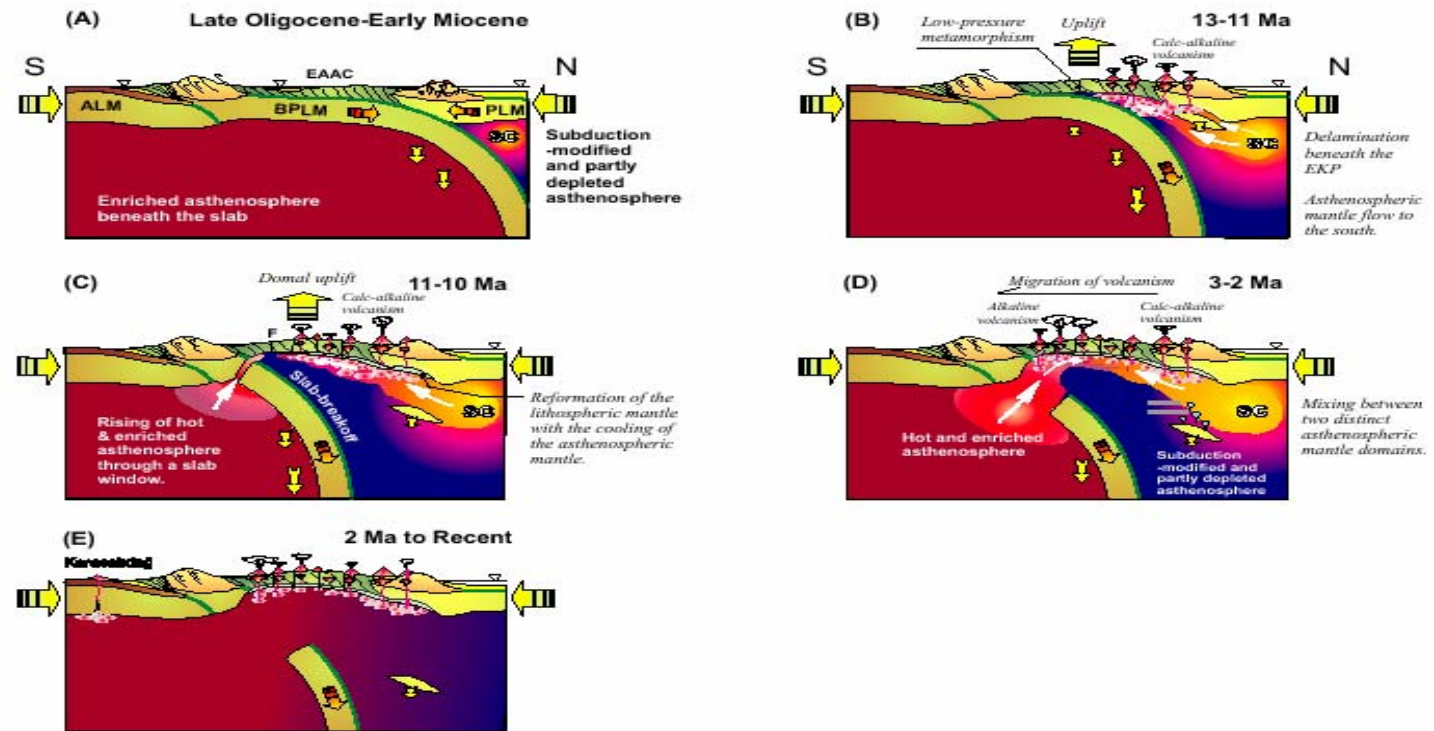 (A) Late Oligocene-Early Miocene
S
N
EAAC
ALM
BPLM
PLM
SC
Subduction
-modified
and partly
depleted
asthenosphere
Enriched asthenosphere
beneath the slab
(B)
13-11 Ma
Low-pressure
metamorphism
Uplift
Calc-alkaline
volcanism
S
N
SC
Delamination
beneath the
EKP
Asthenospheric
mantle flow to
the south.
(C)
11-10 Ma
Domal uplift
Calc-alkaline
volcanism
F
Slab-breakoff
SC
Rising of hot
& enriched
asthenosphere
through a slab
window.
Reformation of the
lithospheric mantle
with the cooling of
the asthenospheric
mantle.
(D)
3-2 Ma
Migration of volcanism
Alkaline
volcanism
Calc-alkaline
volcanism
SC
Hot and enriched
asthenosphere
Subduction
-modified and
partly depleted
asthenosphere
Mixing between
two distinct
asthenospheric
mantle domains.
(E)
2 Ma to Recent